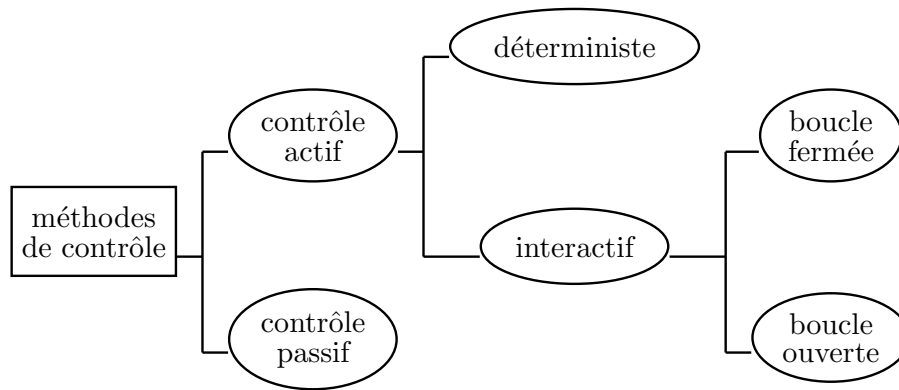 déterministe
contrôle
actif
boucle
fermée
méthodes
de contrôle
interactif
contrôle
passif
boucle
ouverte